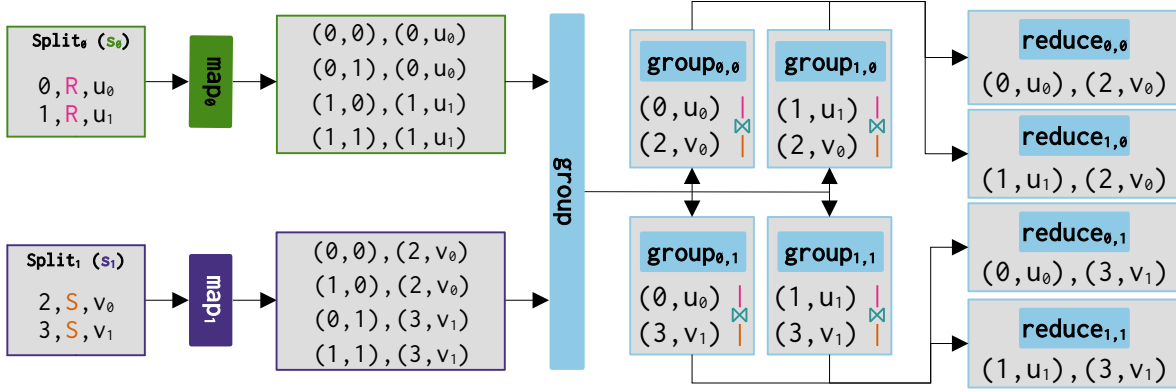 Split₀ (s₀)
0,R,u₀
1,R,u₁
map₀
(0,0),(0,u₀)
(0,1),(0,u₀)
(1,0),(1,u₁)
(1,1),(1,u₁)
Split₁ (s₁)
2,S,v₀
3,S,v₁
map₁
(0,0),(2,v₀)
(1,0),(2,v₀)
(0,1),(3,v₁)
(1,1),(3,v₁)
group
group₀,₀
(0,u₀)
(2,v₀)
⋈
group₁,₀
(1,u₁)
(2,v₀)
⋈
group₀,₁
(0,u₀)
(3,v₁)
⋈
group₁,₁
(1,u₁)
(3,v₁)
⋈
reduce₀,₀
(0,u₀),(2,v₀)
reduce₁,₀
(1,u₁),(2,v₀)
reduce₀,₁
(0,u₀),(3,v₁)
reduce₁,₁
(1,u₁),(3,v₁)